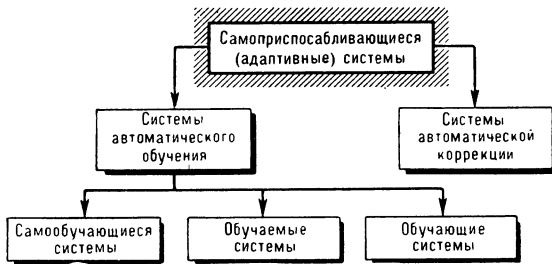 Самоприспосабливающиеся
(адаптивные) системы
Системы
автоматического
обучения
Системы
автоматической
коррекции
Самообучающиеся
системы
Обучаемые
системы
Обучающие
системы